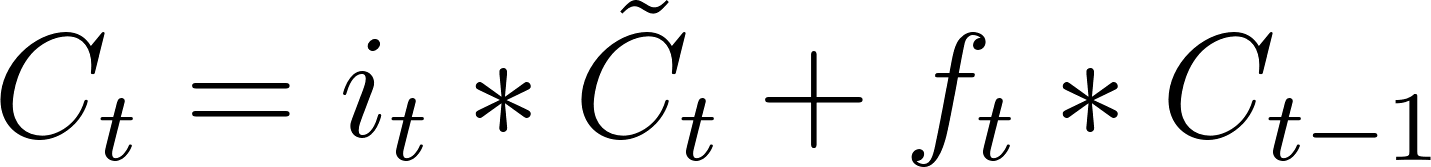 $C_t = i_t * \tilde{C}_t + f_t * C_{t-1}$